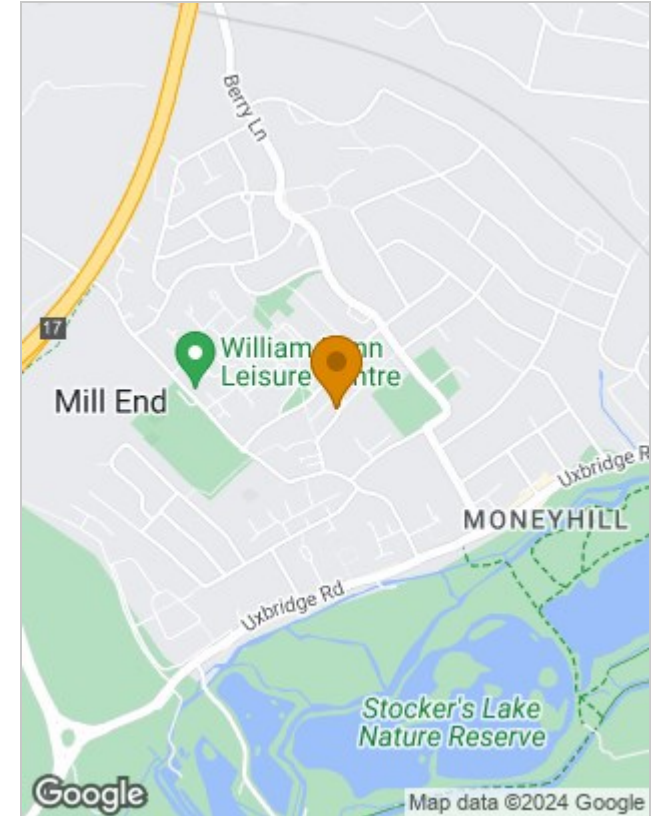 Berry Ln
17
William
Leisure
Mill End
Uxbridge R
MONEYHILL
Uxbridge Rd
Stocker's Lake
Nature Reserve
Google
Map data ©2024 Google